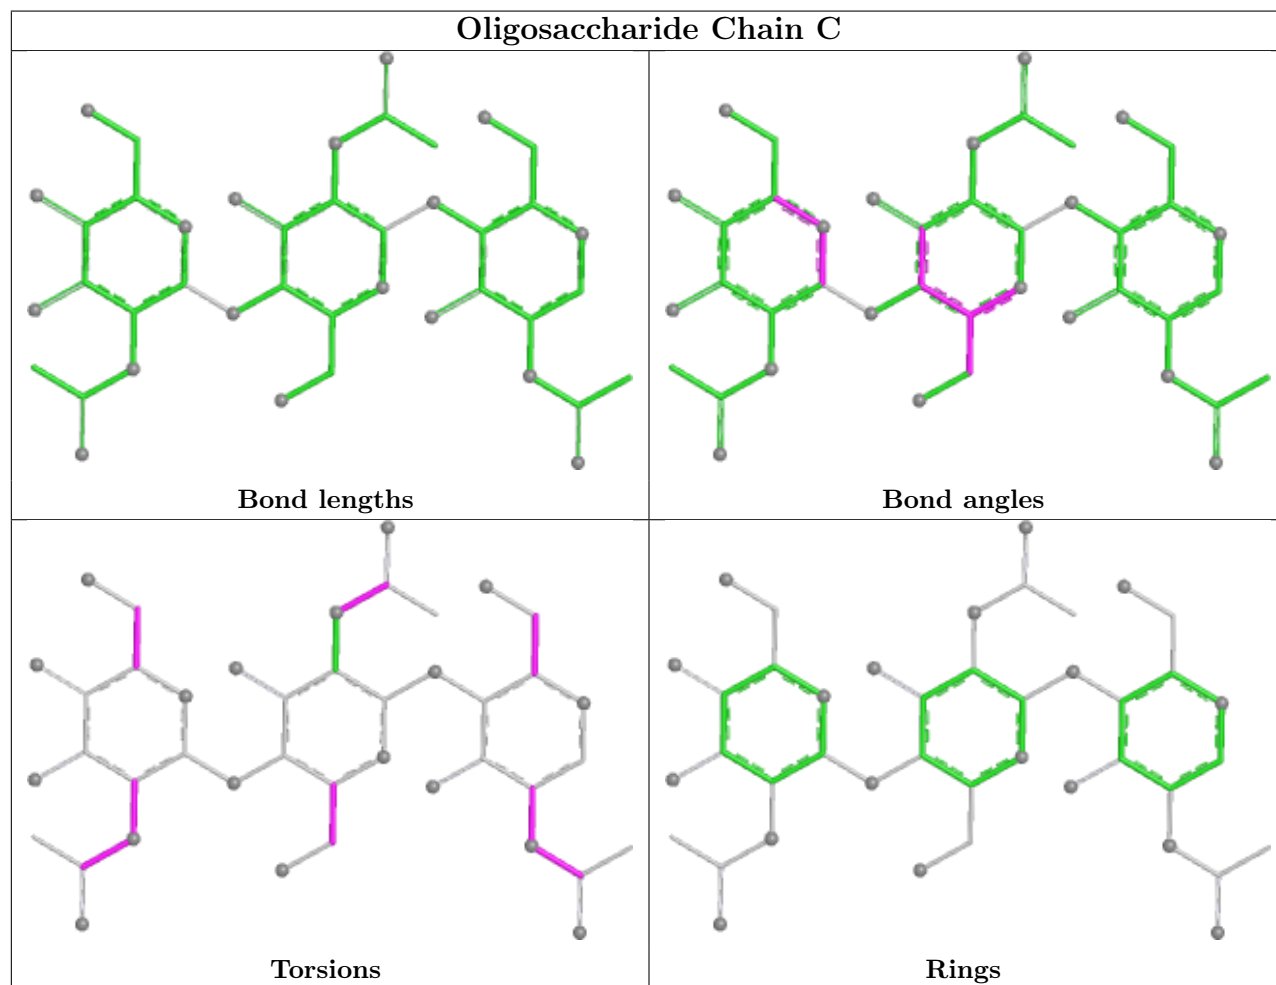 Oligosaccharide Chain C
Bond lengths
Bond angles
Torsions
Rings